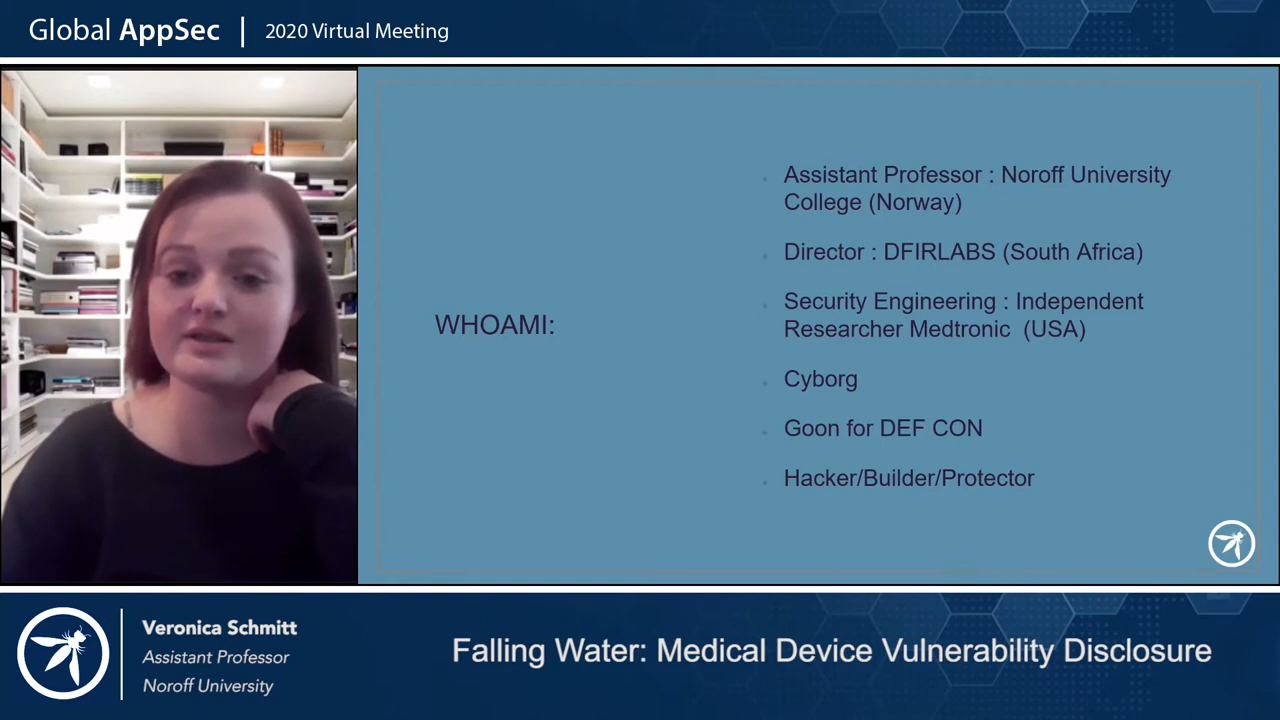 Global AppSec | 2020 Virtual Meeting
WHOAMI:
Assistant Professor : Noroff University
College (Norway)
Director : DFIRLABS (South Africa)
Security Engineering : Independent
Researcher Medtronic (USA)
Cyborg
Goon for DEF CON
Hacker/Builder/Protector
Veronica Schmitt
Assistant Professor
Noroff University
Falling Water: Medical Device Vulnerability Disclosure